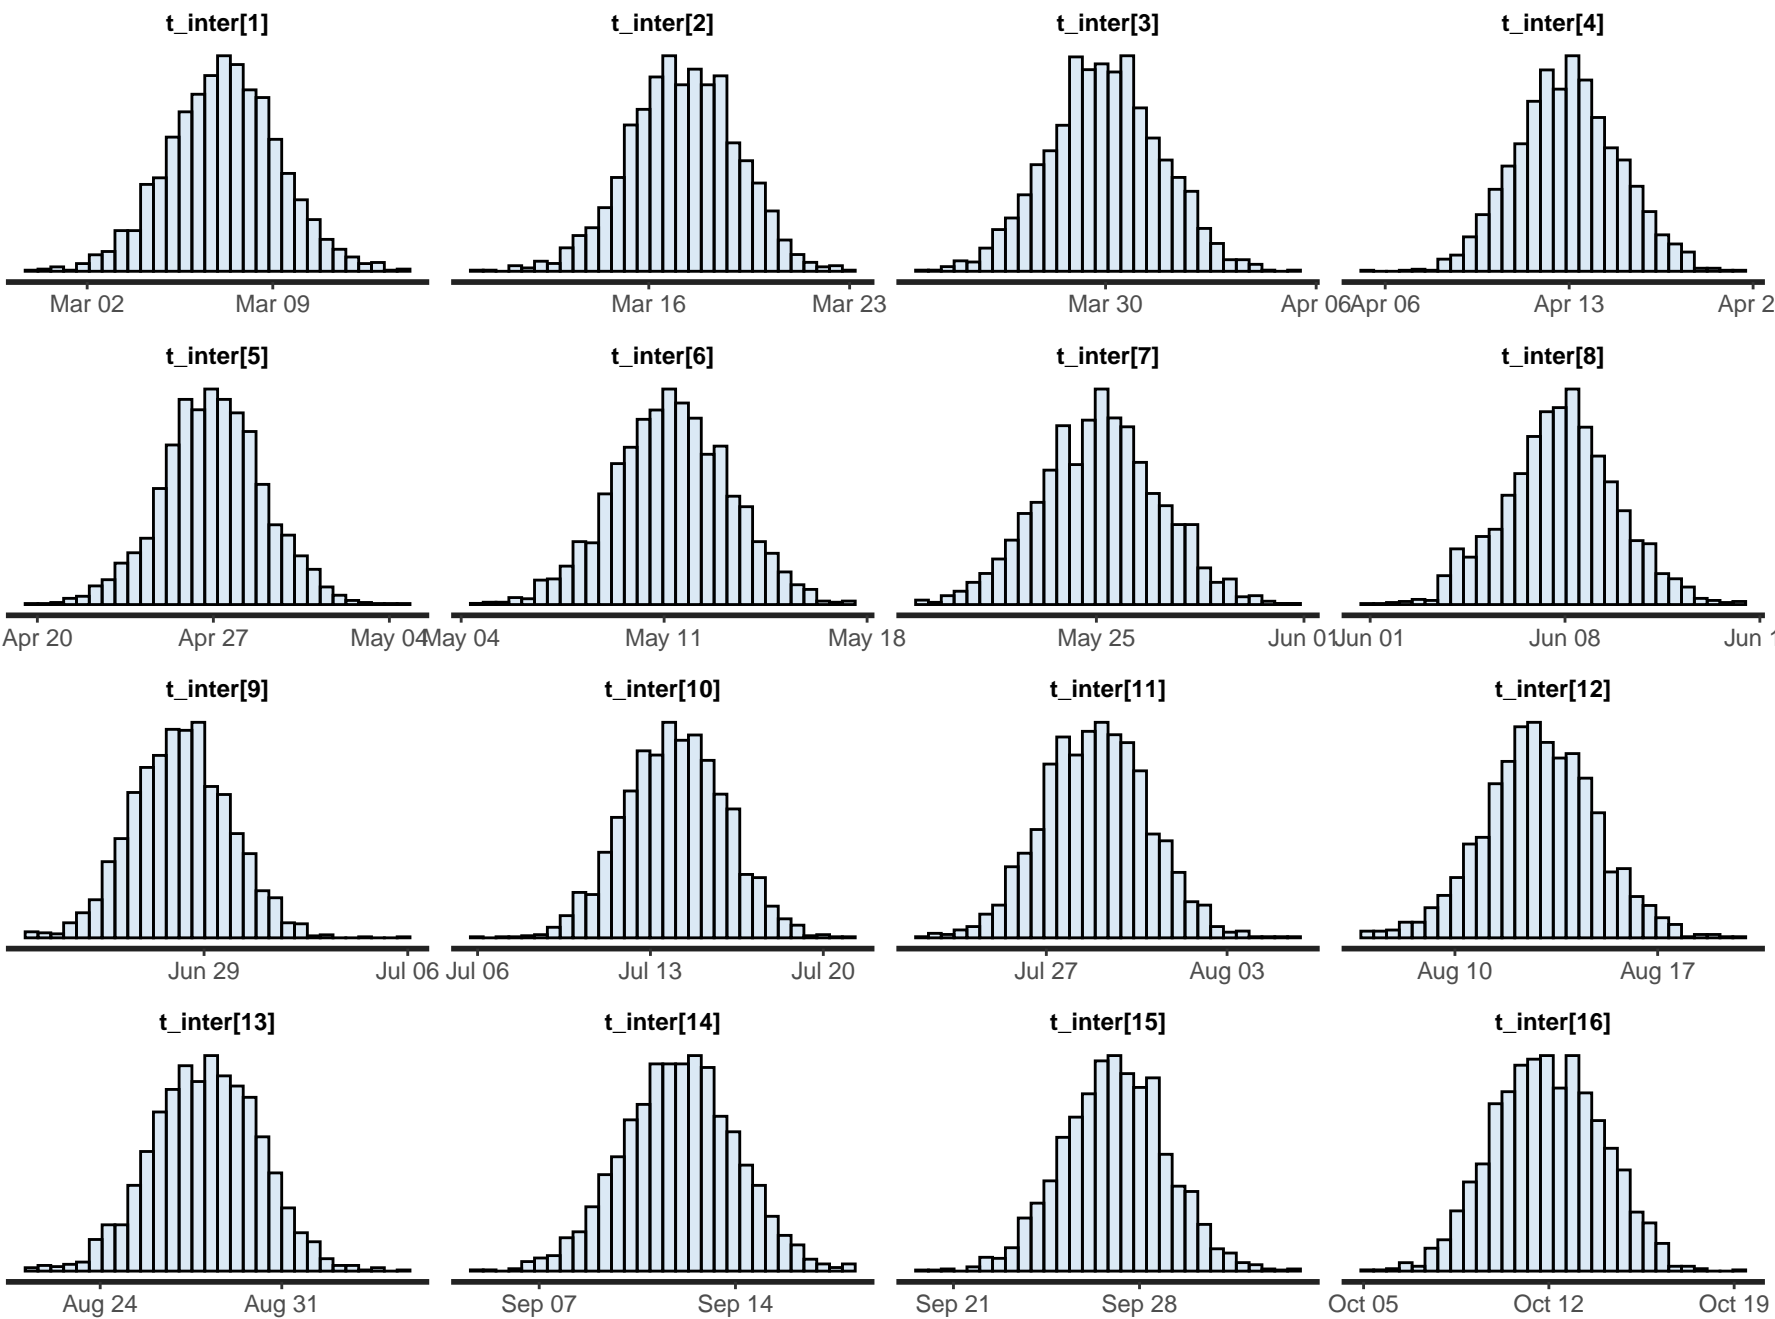 t_inter[1] t_inter[2] t_inter[3] t_inter[4]
Mar 02 Mar 09 Mar 16 Mar 23 Mar 30 Apr 06 Apr 06 Apr 13 Apr 2
t_inter[5] t_inter[6] t_inter[7] t_inter[8]
Apr 20 Apr 27 May 04 May 04 May 11 May 18 May 25 Jun 01 Jun 01 Jun 08 Jun 1
t_inter[9] t_inter[10] t_inter[11] t_inter[12]
Jun 29 Jul 06 Jul 06 Jul 13 Jul 20 Jul 27 Aug 03 Aug 10 Aug 17
t_inter[13] t_inter[14] t_inter[15] t_inter[16]
Aug 24 Aug 31 Sep 07 Sep 14 Sep 21 Sep 28 Oct 05 Oct 12 Oct 19